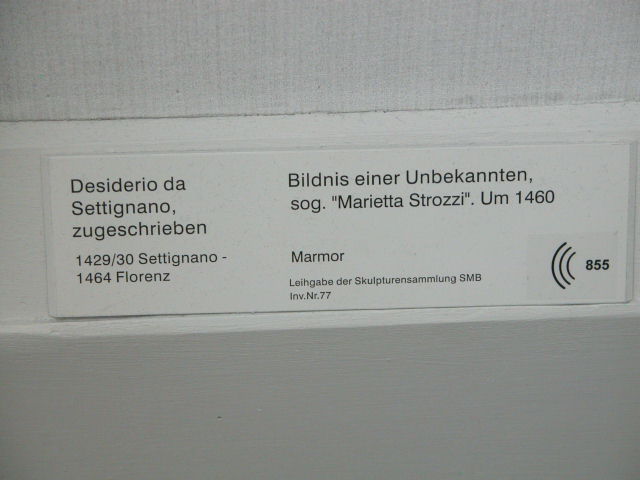 Desiderio da
Settignano,
zugeschrieben
1429/30 Settignano -
1464 Florenz
Bildnis einer Unbekannten,
sog. "Marietta Strozzi". Um 1460
Marmor
Leihgabe der Skulpturensammlung SMB
Inv.Nr.77
855